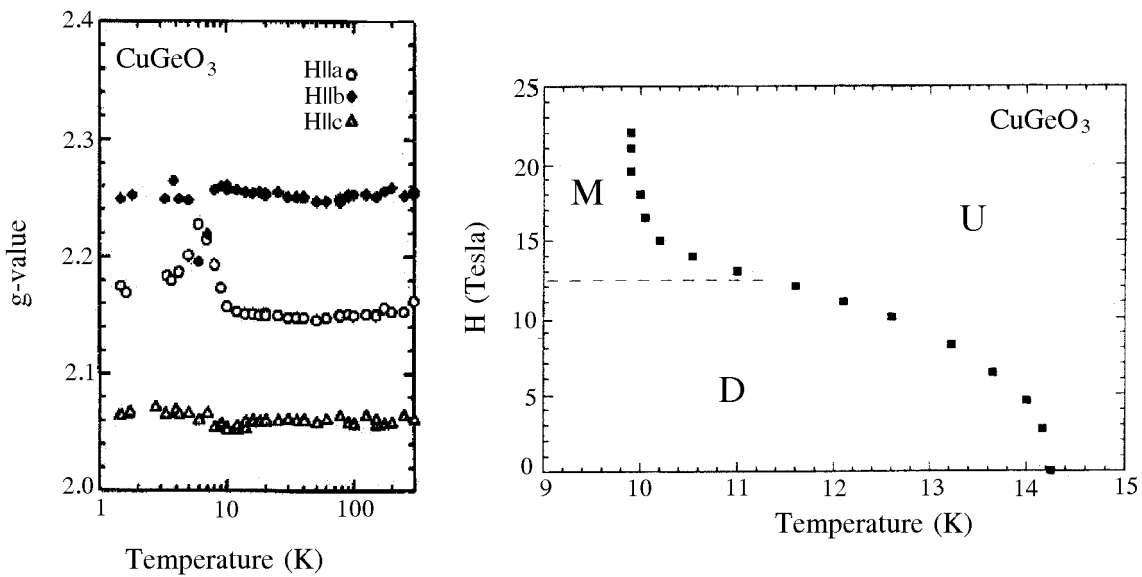 2.4
CuGeO3
H||a
H||b
H||c
2.3
2.2
2.1
2.0
g-value
1
10
100
Temperature (K)
25
20
15
10
5
0
H (Tesla)
CuGeO3
M
U
D
9
10
11
12
13
14
15
Temperature (K)